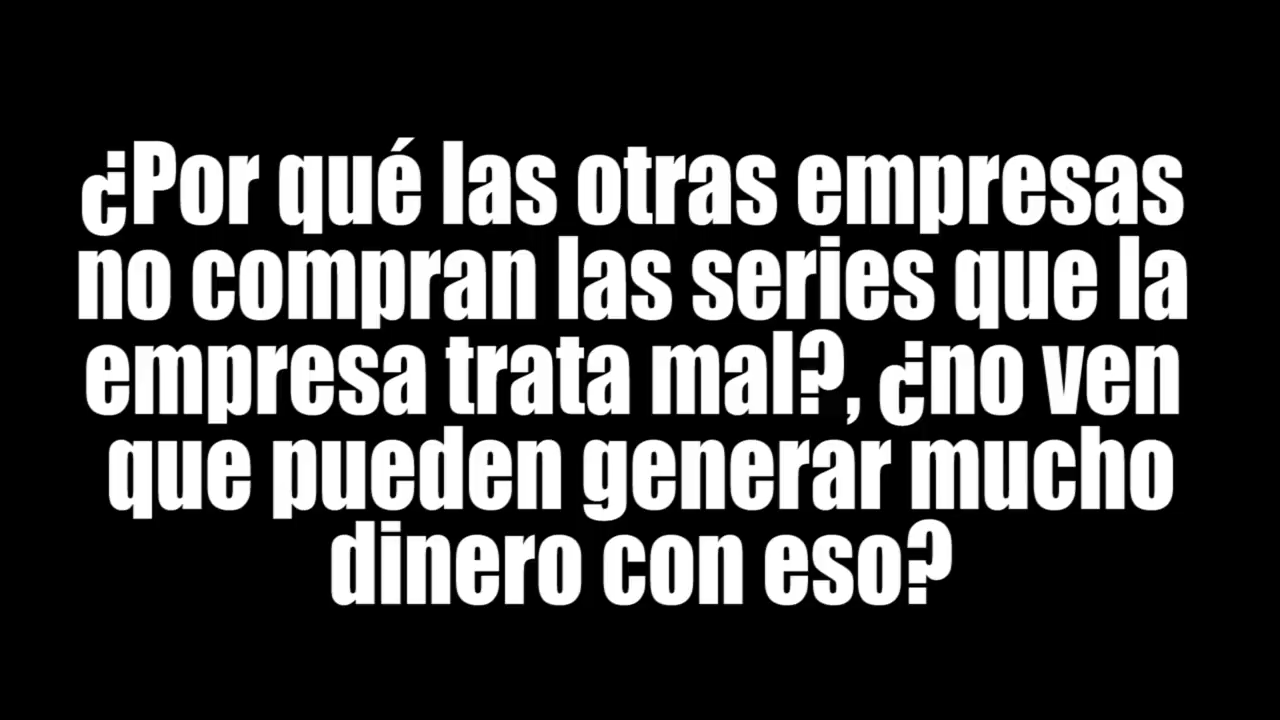 ¿Por qué las otras empresas
no compran las series que la
empresa trata mal?, ¿no ven
que pueden generar mucho
dinero con eso?